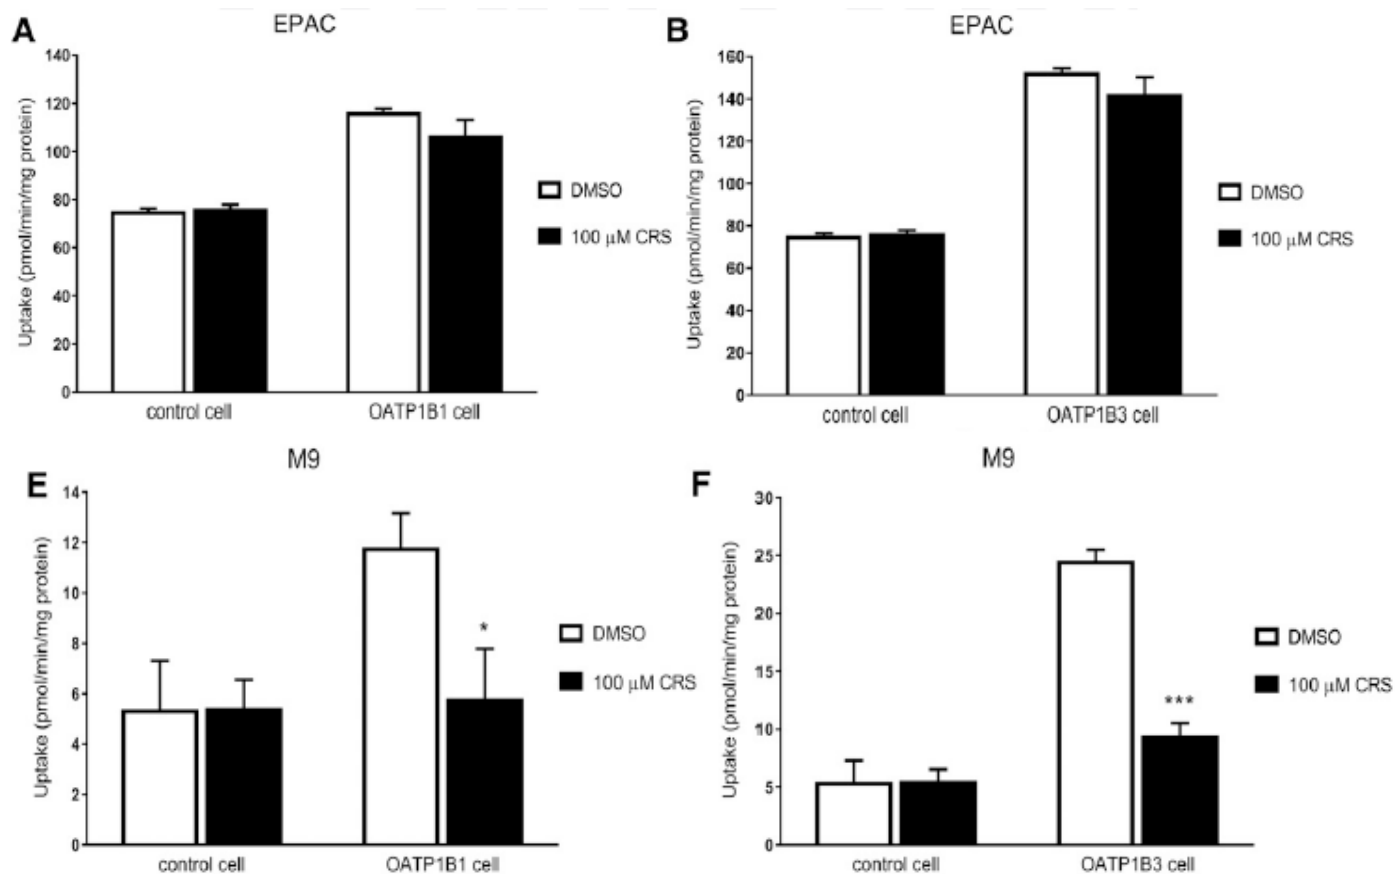 A
EPAC
Uptake (pmol/min/mg protein)
140
120
100
80
60
40
20
0
control cell
OATP1B1 cell
DMSO
100 μM CRS
B
EPAC
Uptake (pmol/min/mg protein)
160
140
120
100
80
60
40
20
0
control cell
OATP1B3 cell
DMSO
100 μM CRS
E
M9
Uptake (pmol/min/mg protein)
14
12
10
8
6
4
2
0
*
control cell
OATP1B1 cell
DMSO
100 μM CRS
F
M9
Uptake (pmol/min/mg protein)
30
25
20
15
10
5
0
***
control cell
OATP1B3 cell
DMSO
100 μM CRS